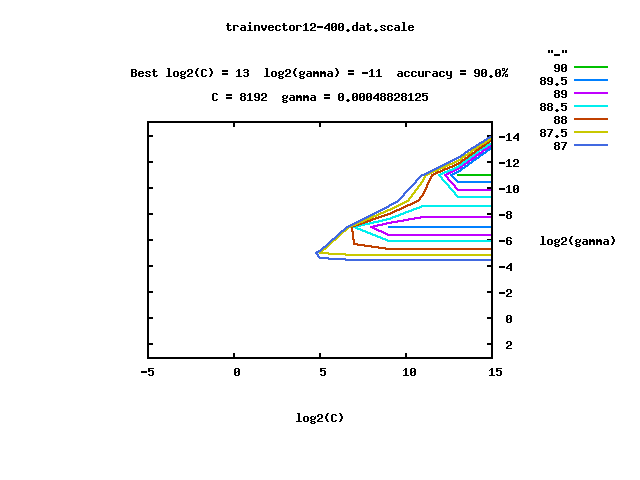 trainvector12-400.dat.scale
Best log2(C) = 13  log2(gamma) = -11  accuracy = 90.0%
C = 8192  gamma = 0.00048828125
"-"
90
89.5
89
88.5
88
87.5
87
-14
-12
-10
-8
-6
-4
-2
0
2
log2(gamma)
-5 0 5 10 15
log2(C)